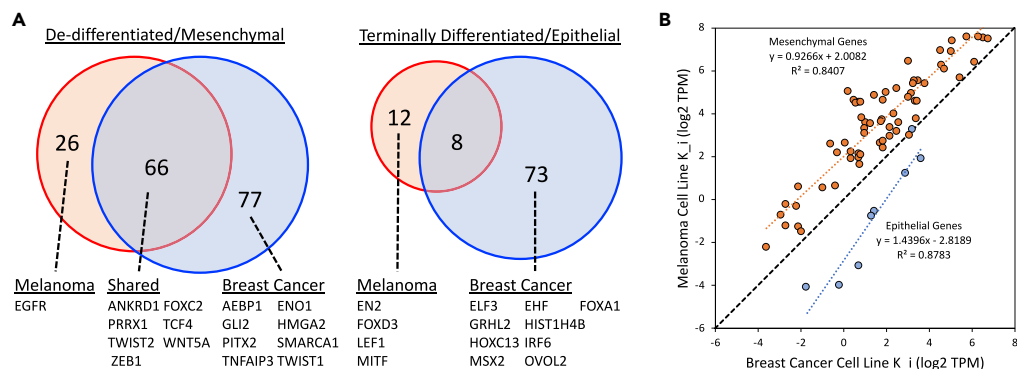 A
De-differentiated/Mesenchymal
26
66
77
Melanoma
EGFR
Shared
ANKRD1 FOXC2
PRRX1 TCF4
TWIST2 WNT5A
ZEB1
Breast Cancer
AEBP1 ENO1
GLI2 HMGA2
PITX2 SMARCA1
TNFAIP3 TWIST1
Terminally Differentiated/Epithelial
12
8
73
Melanoma
EN2
FOXD3
LEF1
MITF
Breast Cancer
ELF3 EHF FOXA1
GRHL2 HIST1H4B
HOXC13 IRF6
MSX2 OVOL2
B
Melanoma Cell Line K_i (log2 TPM)
8
6
4
2
0
-2
-4
-6
Mesenchymal Genes
y = 0.9266x + 2.0082
R² = 0.8407
Epithelial Genes
y = 1.4396x - 2.8189
R² = 0.8783
-6 -4 -2 0 2 4 6 8
Breast Cancer Cell Line K_i (log2 TPM)